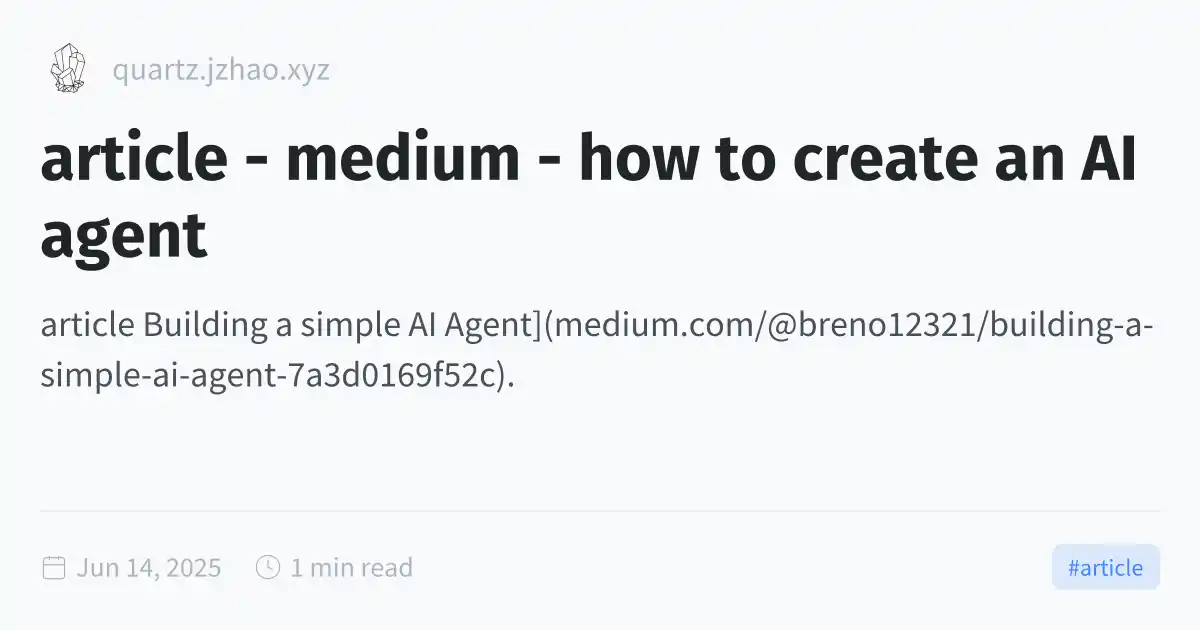 quartz.jzhao.xyz
article - medium - how to create an AI
agent
article Building a simple AI Agent](medium.com/@breno12321/building-a-
simple-ai-agent-7a3d0169f52c).
Jun 14, 2025 1 min read #article